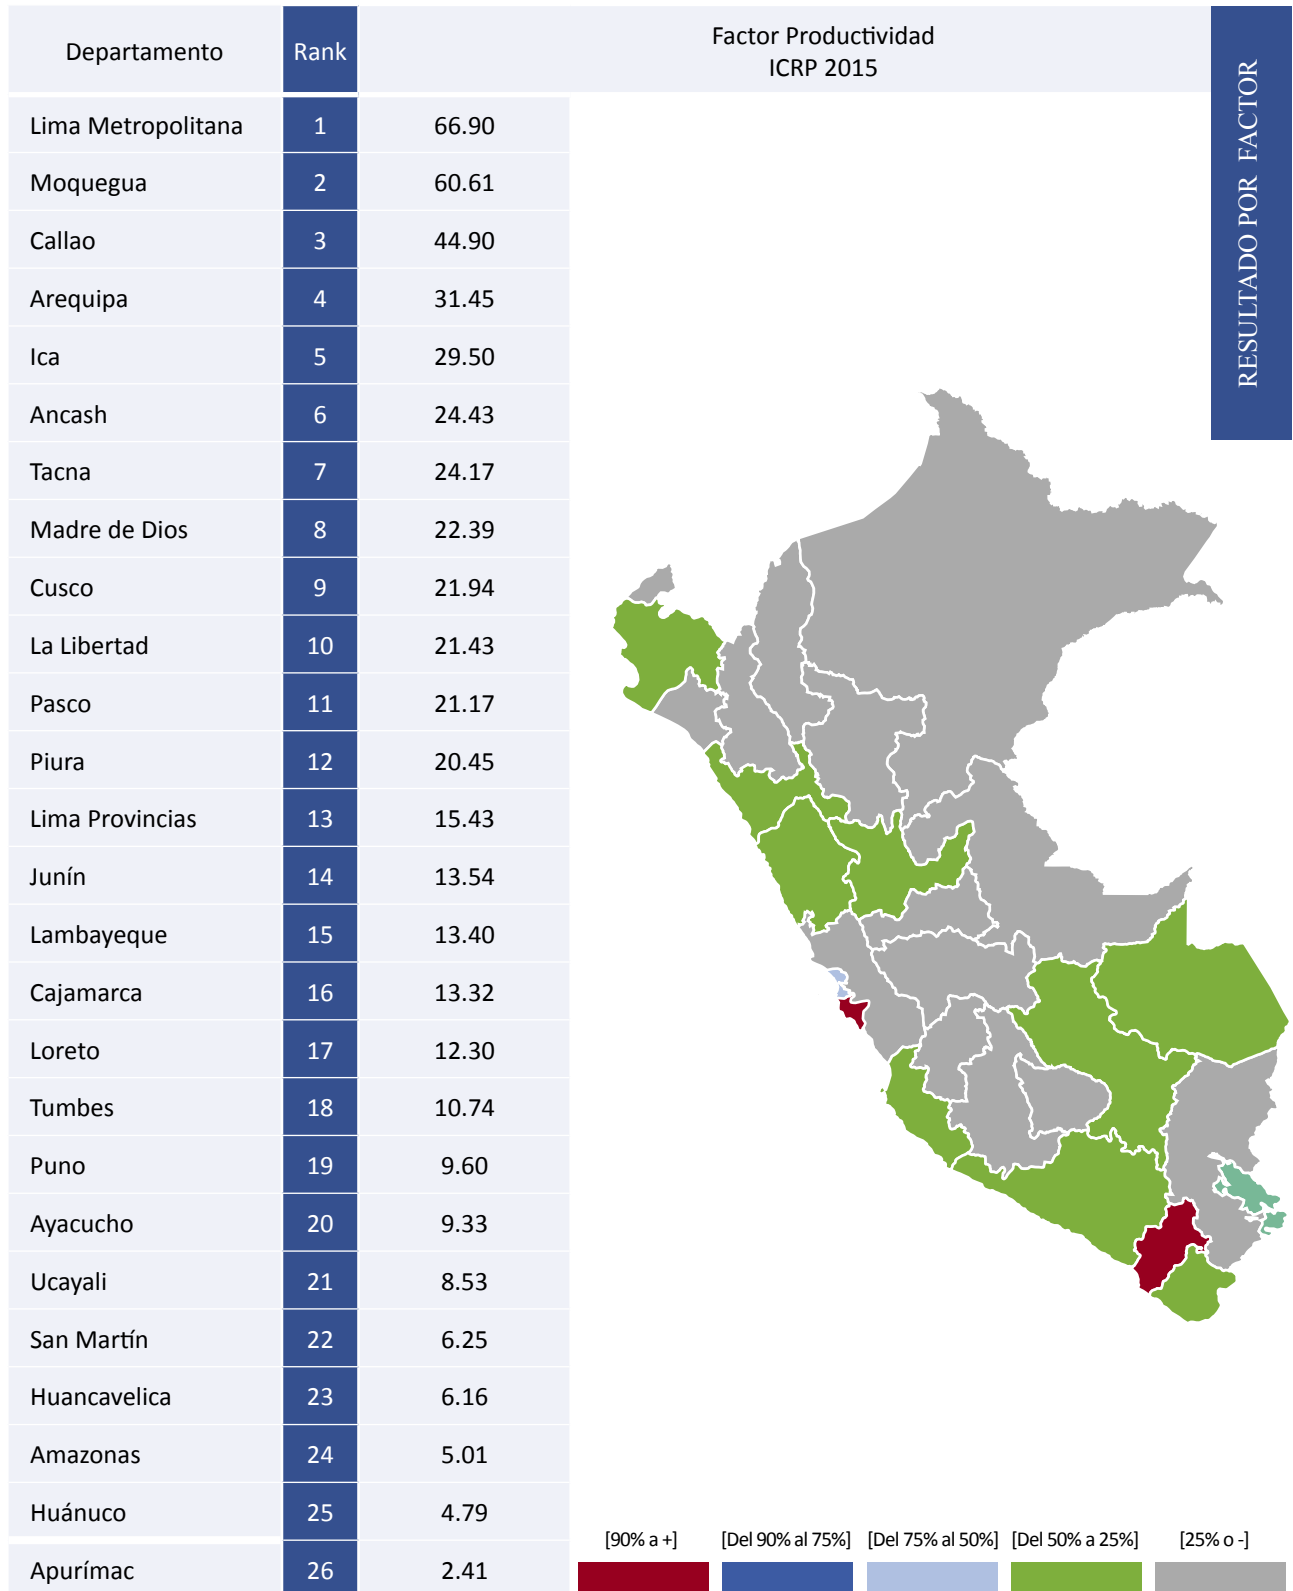 Departamento Rank Factor Productividad
ICRP 2015
RESULTADO POR FACTOR
Lima Metropolitana 1 66.90
Moquegua 2 60.61
Callao 3 44.90
Arequipa 4 31.45
Ica 5 29.50
Ancash 6 24.43
Tacna 7 24.17
Madre de Dios 8 22.39
Cusco 9 21.94
La Libertad 10 21.43
Pasco 11 21.17
Piura 12 20.45
Lima Provincias 13 15.43
Junín 14 13.54
Lambayeque 15 13.40
Cajamarca 16 13.32
Loreto 17 12.30
Tumbes 18 10.74
Puno 19 9.60
Ayacucho 20 9.33
Ucayali 21 8.53
San Martín 22 6.25
Huancavelica 23 6.16
Amazonas 24 5.01
Huánuco 25 4.79
Apurímac 26 2.41
[90% a +] [Del 90% al 75%] [Del 75% al 50%] [Del 50% a 25%] [25% o -]